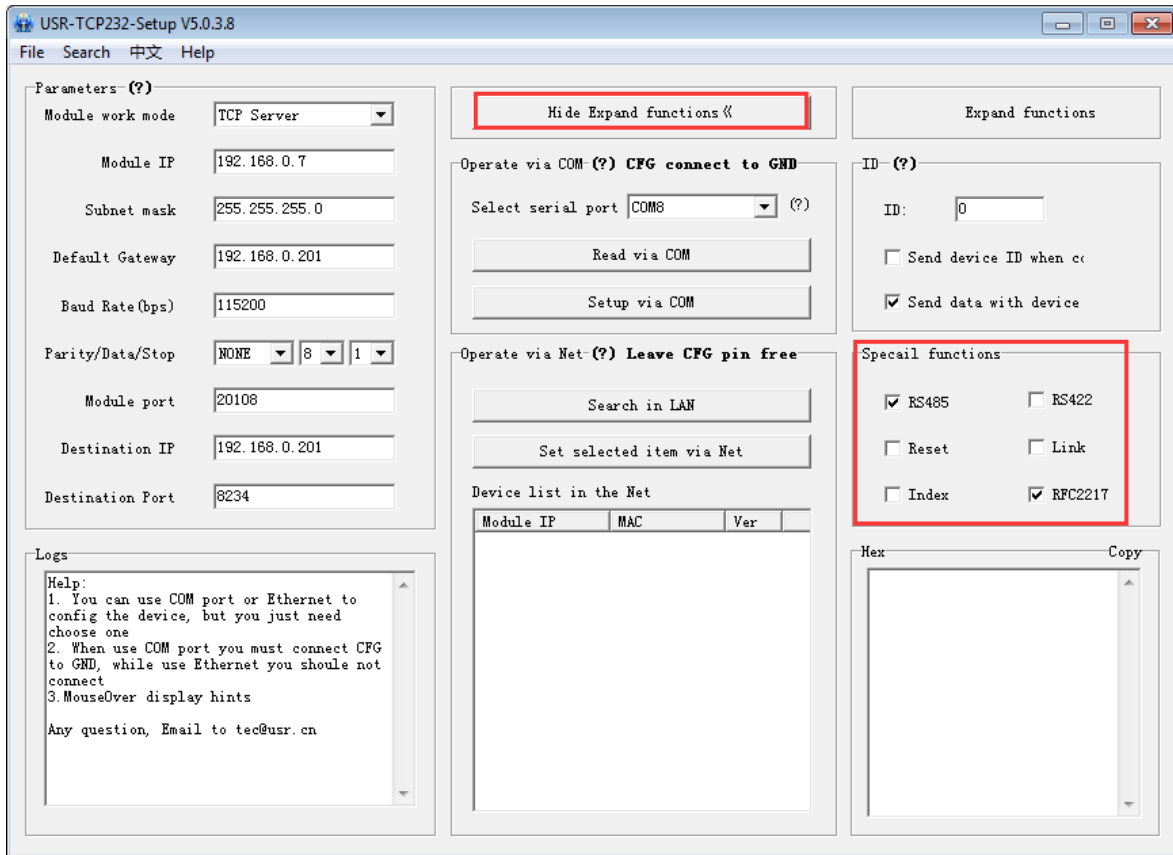 USR-TCP232-Setup V5.0.3.8
File Search 中文 Help
Parameters (?)
Module work mode TCP Server
Module IP 192.168.0.7
Subnet mask 255.255.255.0
Default Gateway 192.168.0.201
Baud Rate(bps) 115200
Parity/Data/Stop NONE 8 1
Module port 20108
Destination IP 192.168.0.201
Destination Port 8234
Logs
Help:
1. You can use COM port or Ethernet to
config the device, but you just need
choose one
2. When use COM port you must connect CFG
to GND, while use Ethernet you shoule not
connect
3.MouseOver display hints
Any question, Email to tec@usr.cn
Hide Expand functions《
Operate via COM (?) CFG connect to GND
Select serial port COM8 (?)
Read via COM
Setup via COM
Operate via Net (?) Leave CFG pin free
Search in LAN
Set selected item via Net
Device list in the Net
Module IP MAC Ver
Expand functions
ID (?)
ID: 0
Send device ID when co
Send data with device
Specail functions
RS485 RS422
Reset Link
Index RFC2217
Hex Copy